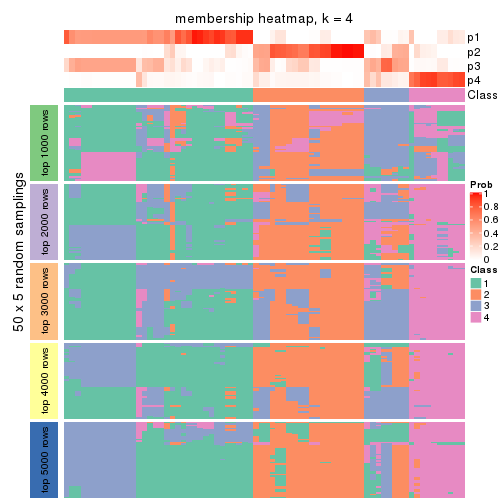 membership heatmap, k = 4
p1
p2
p3
p4
Class
50 x 5 random samplings
top 1000 rows
top 2000 rows
top 3000 rows
top 4000 rows
top 5000 rows
Prob
1
0.8
0.6
0.4
0.2
0
Class
1
2
3
4